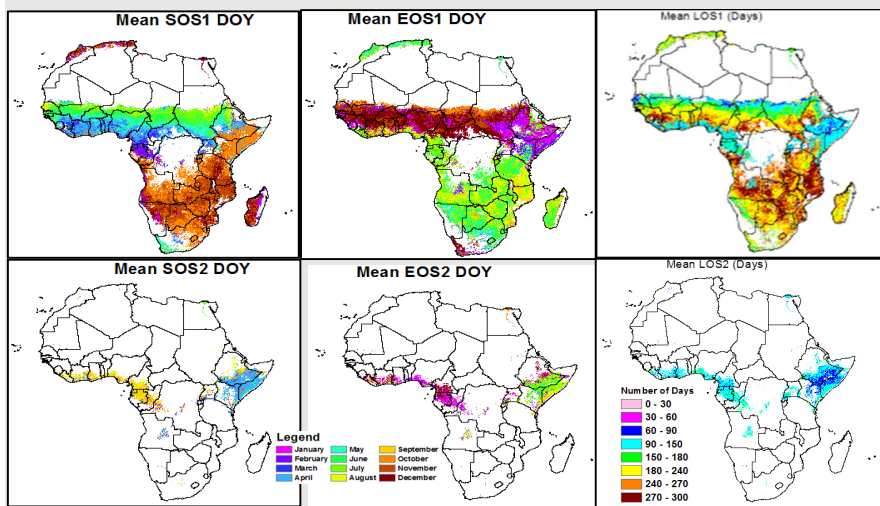 Mean SOS1 DOY
Mean EOS1 DOY
Mean LOS1 (Days)
Mean SOS2 DOY
Mean EOS2 DOY
Mean LOS2 (Days)
Legend
January
February
March
April
May
June
July
August
September
October
November
December
Number of Days
0 - 30
30 - 60
60 - 90
90 - 150
150 - 180
180 - 240
240 - 270
270 - 300